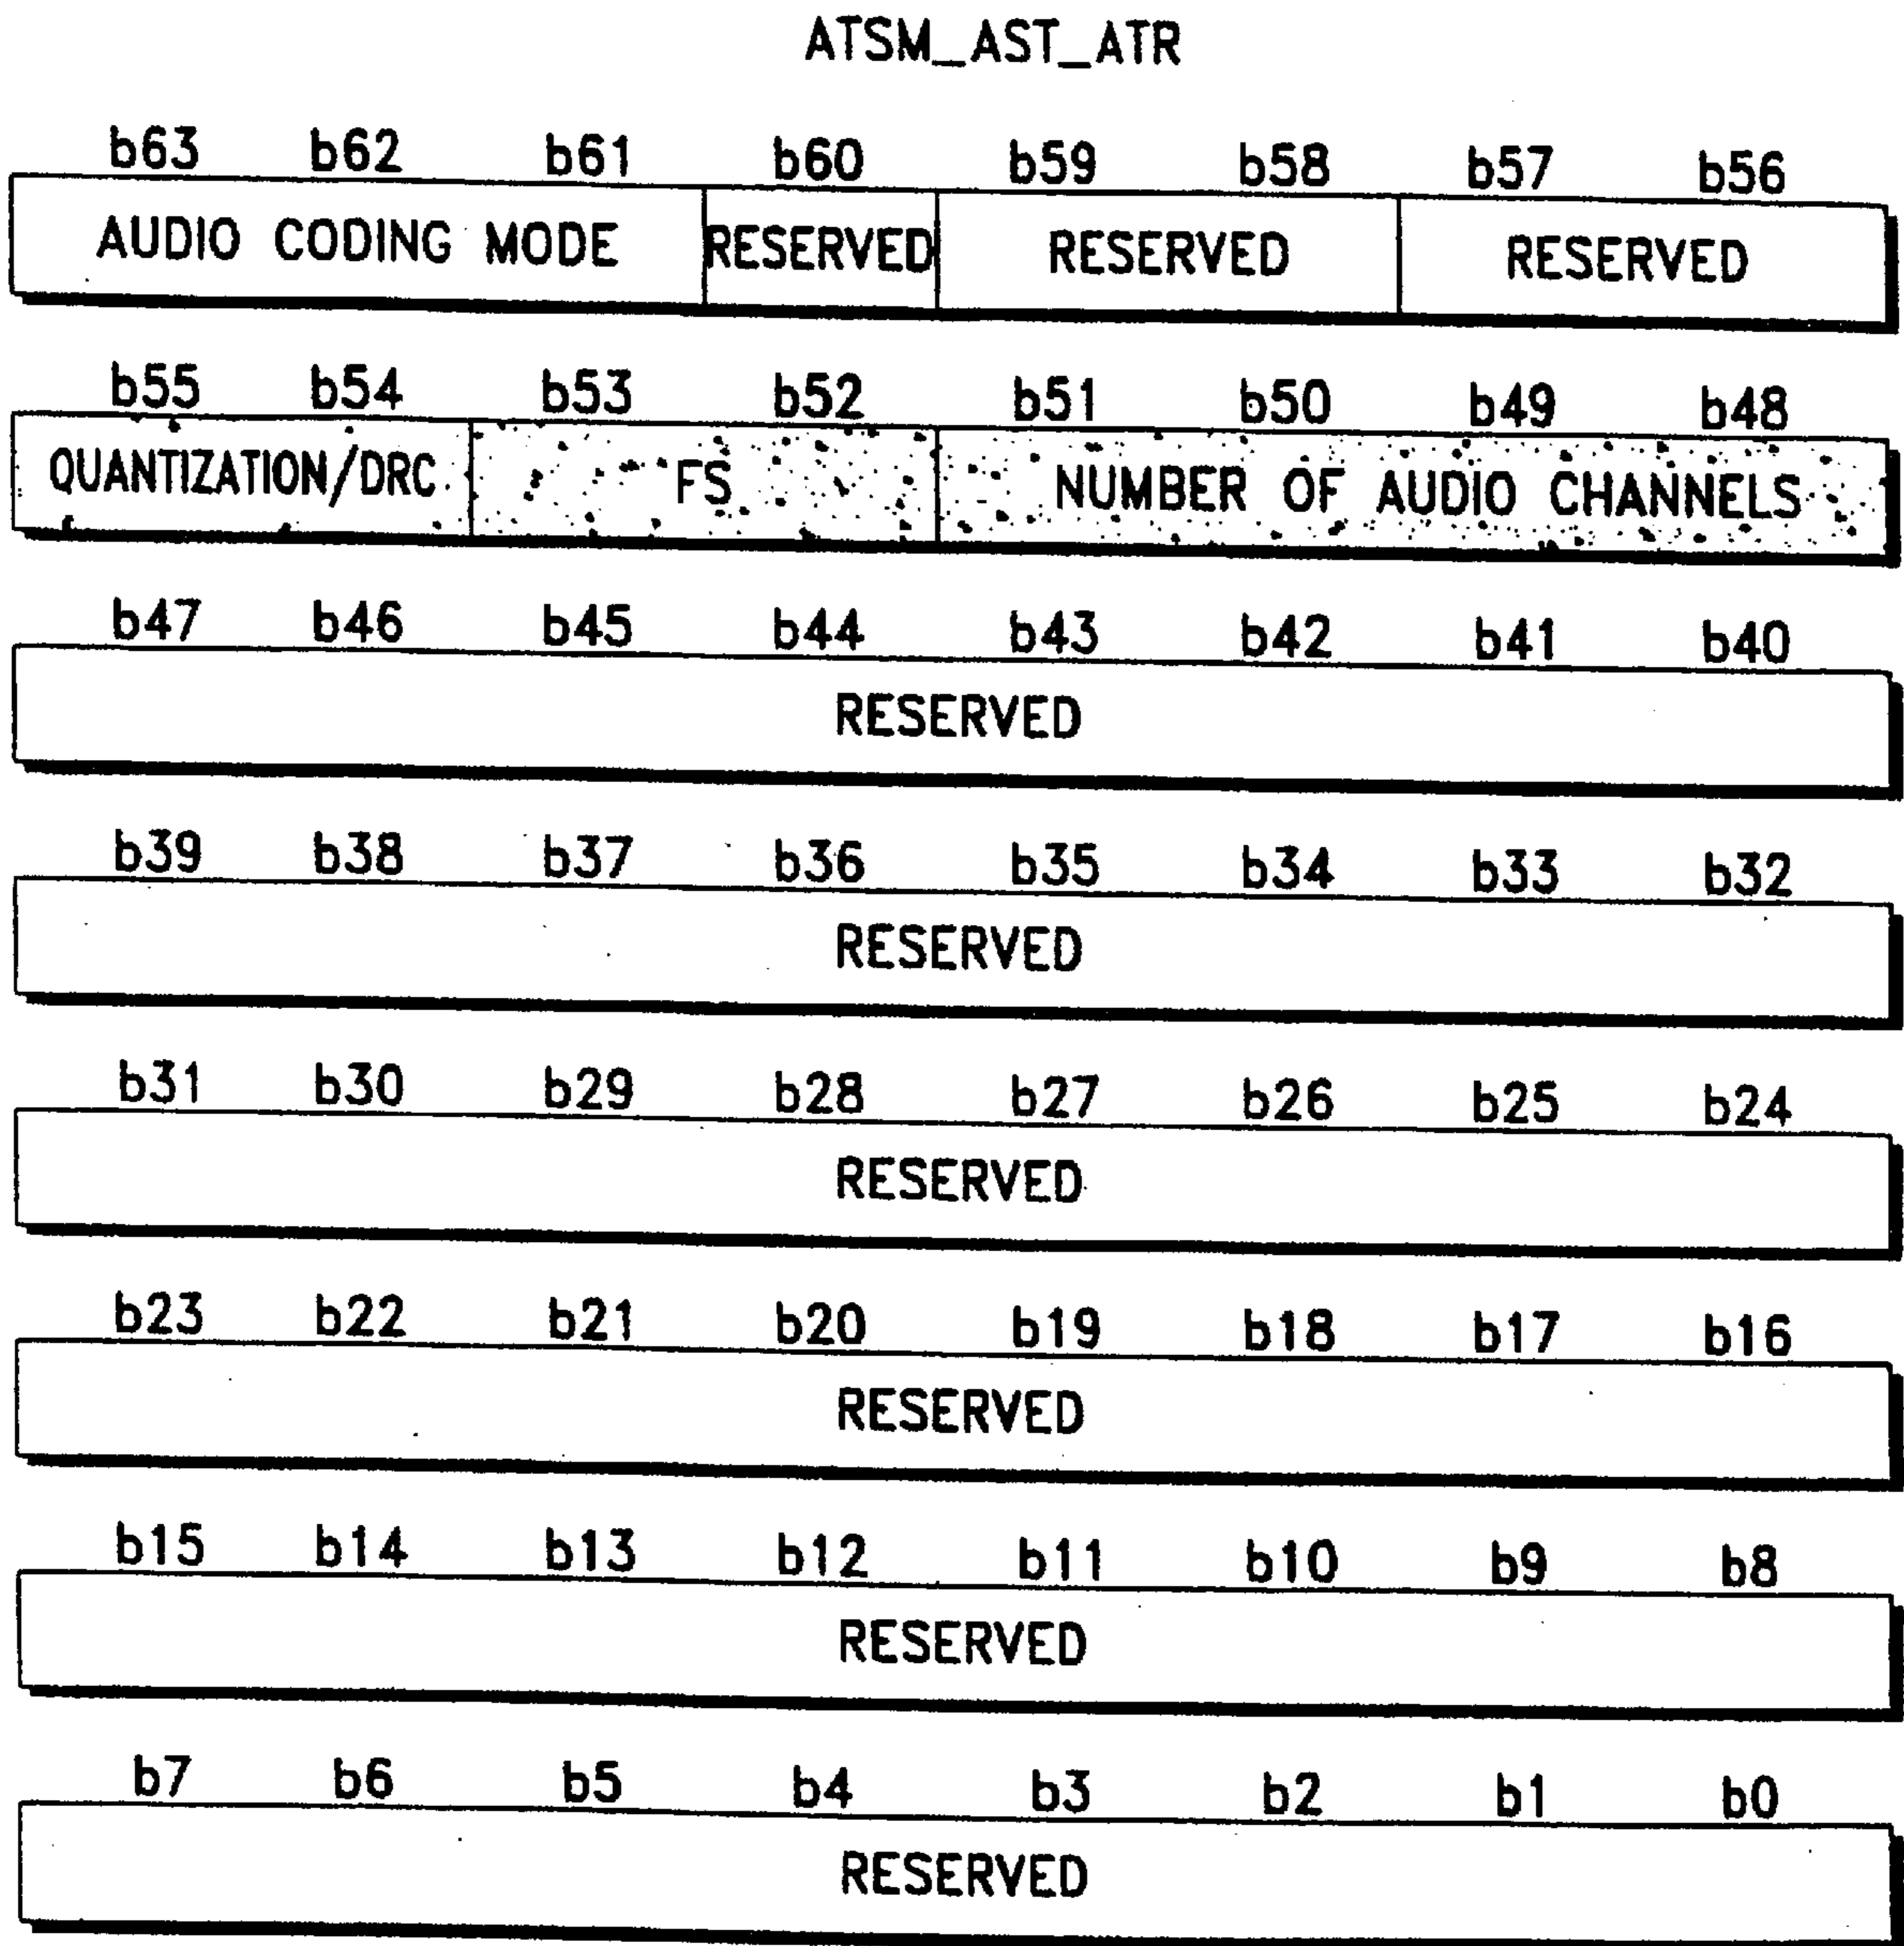 ATSM_AST_ATR
b63 b62 b61 b60 b59 b58 b57 b56
AUDIO CODING MODE RESERVED RESERVED RESERVED
b55 b54 b53 b52 b51 b50 b49 b48
QUANTIZATION/DRC FS NUMBER OF AUDIO CHANNELS
b47 b46 b45 b44 b43 b42 b41 b40
RESERVED
b39 b38 b37 b36 b35 b34 b33 b32
RESERVED
b31 b30 b29 b28 b27 b26 b25 b24
RESERVED
b23 b22 b21 b20 b19 b18 b17 b16
RESERVED
b15 b14 b13 b12 b11 b10 b9 b8
RESERVED
b7 b6 b5 b4 b3 b2 b1 b0
RESERVED